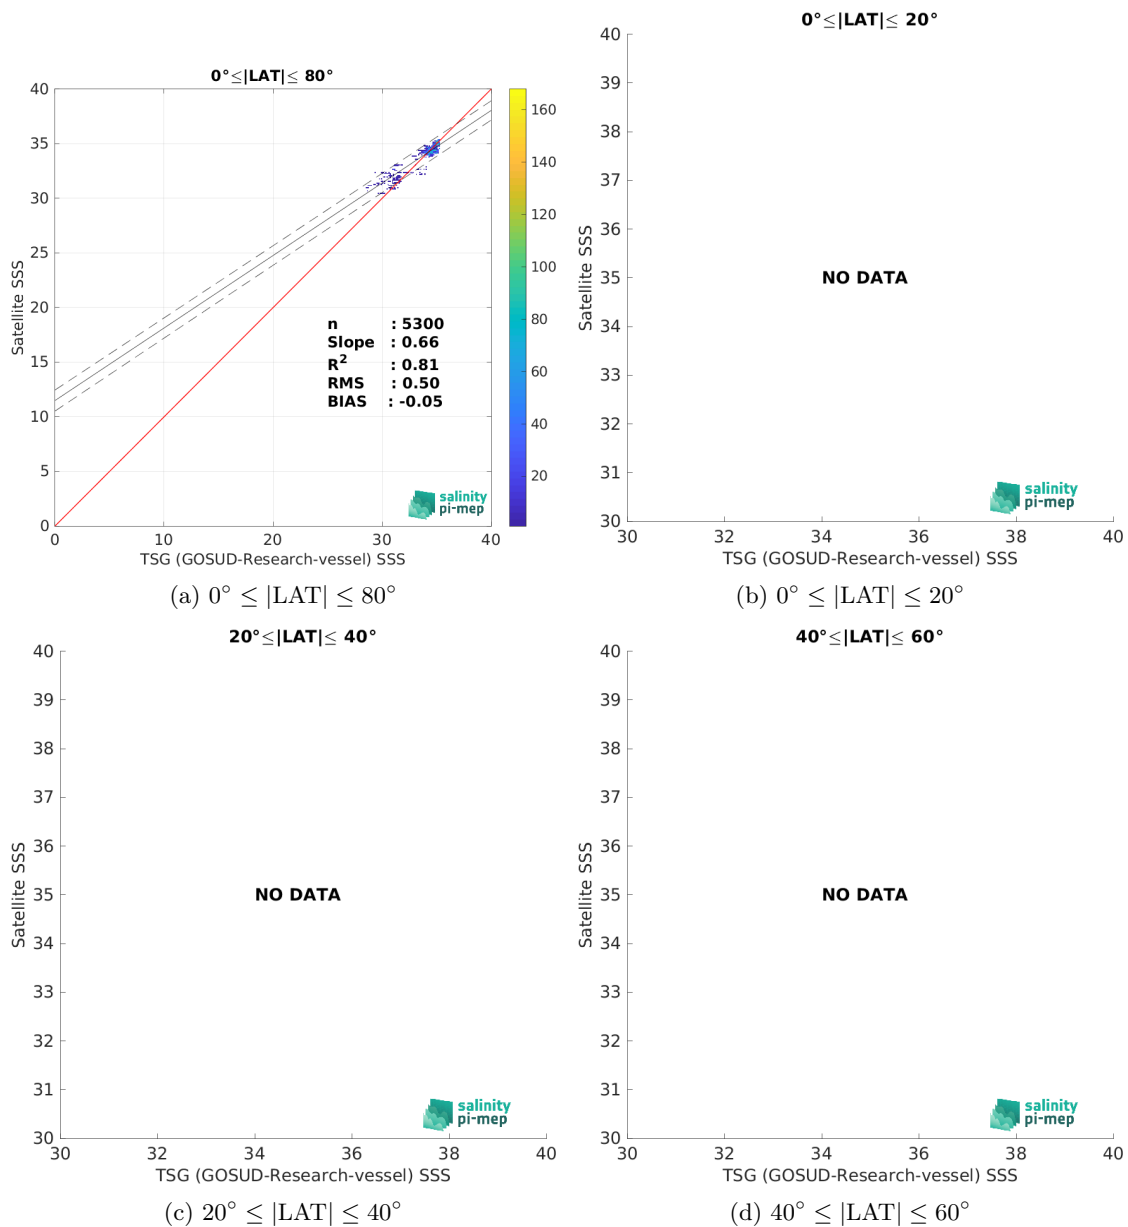 0°≤|LAT|≤ 80°
40
35
30
25
20
15
10
5
0
Satellite SSS
0
10
20
30
40
TSG (GOSUD-Research-vessel) SSS
160
140
120
100
80
60
40
20
n : 5300
Slope : 0.66
R² : 0.81
RMS : 0.50
BIAS : -0.05
salinity
pi-mep
(a) 0° ≤ |LAT| ≤ 80°
0°≤|LAT|≤ 20°
40
39
38
37
36
35
34
33
32
31
30
Satellite SSS
NO DATA
salinity
pi-mep
30
32
34
36
38
40
TSG (GOSUD-Research-vessel) SSS
(b) 0° ≤ |LAT| ≤ 20°
20°≤|LAT|≤ 40°
40
39
38
37
36
35
34
33
32
31
30
Satellite SSS
NO DATA
salinity
pi-mep
30
32
34
36
38
40
TSG (GOSUD-Research-vessel) SSS
(c) 20° ≤ |LAT| ≤ 40°
40°≤|LAT|≤ 60°
40
39
38
37
36
35
34
33
32
31
30
Satellite SSS
NO DATA
salinity
pi-mep
30
32
34
36
38
40
TSG (GOSUD-Research-vessel) SSS
(d) 40° ≤ |LAT| ≤ 60°